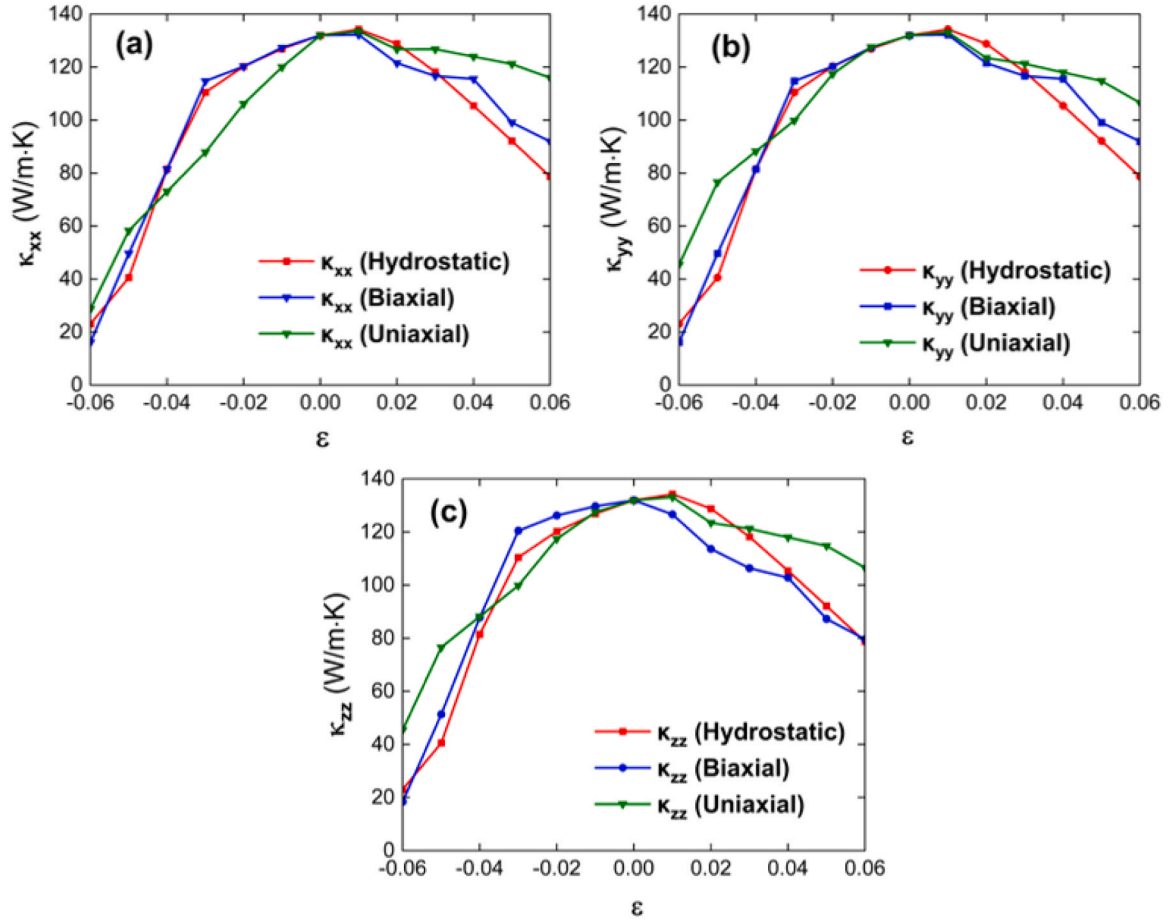 (a)
140
120
100
80
60
40
20
0
κxx (W/m·K)
κxx (Hydrostatic)
κxx (Biaxial)
κxx (Uniaxial)
-0.06 -0.04 -0.02 0.00 0.02 0.04 0.06
ε
(b)
140
120
100
80
60
40
20
0
κyy (W/m·K)
κyy (Hydrostatic)
κyy (Biaxial)
κyy (Uniaxial)
-0.06 -0.04 -0.02 0.00 0.02 0.04 0.06
ε
(c)
140
120
100
80
60
40
20
0
κzz (W/m·K)
κzz (Hydrostatic)
κzz (Biaxial)
κzz (Uniaxial)
-0.06 -0.04 -0.02 0.00 0.02 0.04 0.06
ε